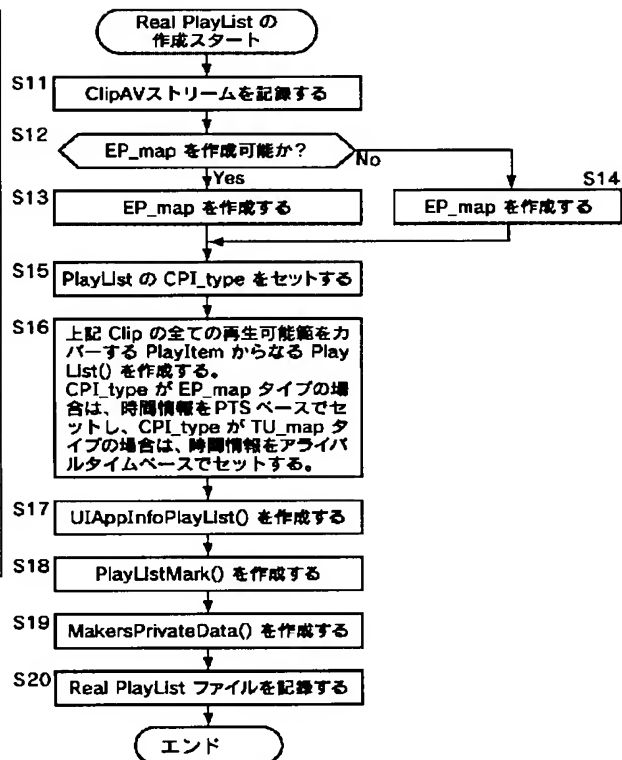 Real PlayList の
作成スタート
S11
ClipAVストリームを記録する
S12
EP_map を作成可能か?
No
Yes
S13
EP_map を作成する
S14
EP_map を作成する
S15
PlayList の CPI_type をセットする
S16
上記 Clip の全ての再生可能範をカ
バーする PlayItem からなる Play
List() を作成する。
CPI_type が EP_map タイプの場
合は、時間情報を PTS ベースでセ
ットし、CPI_type が TU_map タ
イプの場合は、時間情報をアライバ
ルタイムベースでセットする。
S17
UIAppInfoPlayList() を作成する
S18
PlayListMark() を作成する
S19
MakersPrivateData() を作成する
S20
Real PlayList ファイルを記録する
エンド